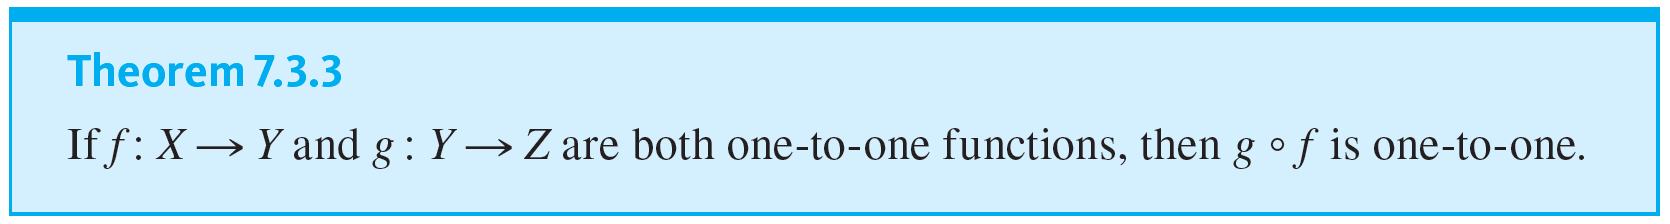 Theorem 7.3.3
If f : X → Y and g : Y → Z are both one-to-one functions, then g ∘ f is one-to-one.